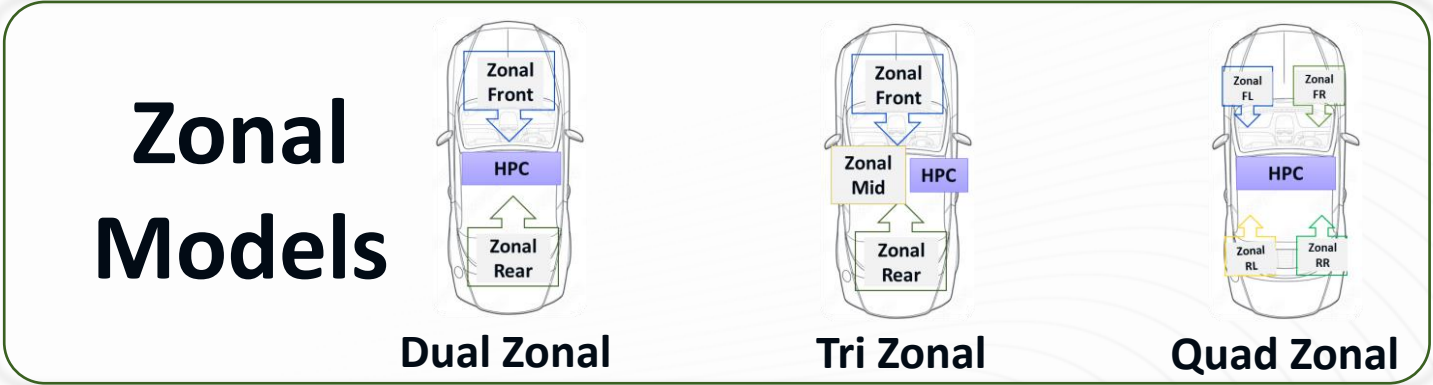 Zonal
Models
Zonal
Front
HPC
Zonal
Rear
Dual Zonal
Zonal
Front
Zonal
Mid
HPC
Zonal
Rear
Tri Zonal
Zonal
FL
Zonal
FR
HPC
Zonal
RL
Zonal
RR
Quad Zonal